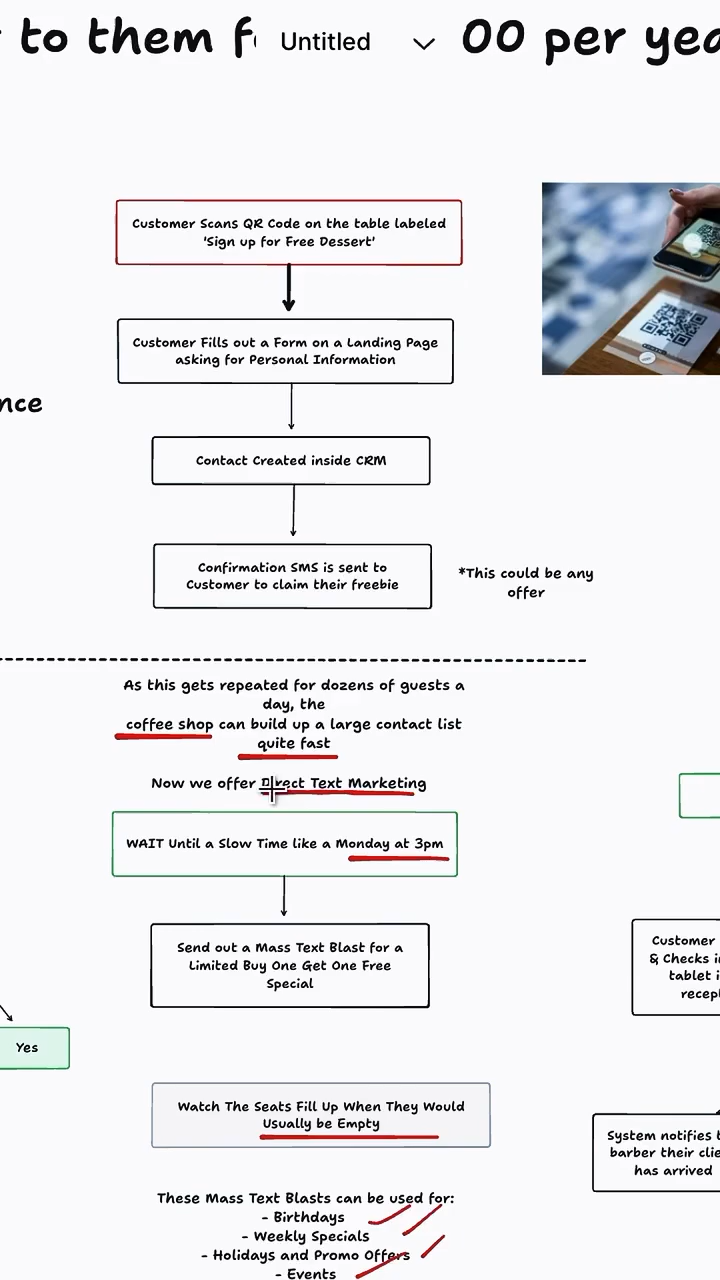 to them f
Untitled
00 per yea
Customer Scans QR Code on the table labeled
'Sign up for Free Dessert'
Customer Fills out a Form on a Landing Page
asking for Personal Information
nce
Contact Created inside CRM
Confirmation SMS is sent to
Customer to claim their freebie
*This could be any
offer
As this gets repeated for dozens of guests a
day, the
coffee shop can build up a large contact list
quite fast
Now we offer Direct Text Marketing
WAIT Until a Slow Time like a Monday at 3pm
Send out a Mass Text Blast for a
Limited Buy One Get One Free
Special
Customer
& Checks i
tablet i
recep
Yes
Watch The Seats Fill Up When They Would
Usually be Empty
System notifies t
barber their clie
has arrived
These Mass Text Blasts can be used for:
- Birthdays
- Weekly Specials
- Holidays and Promo Offers
- Events